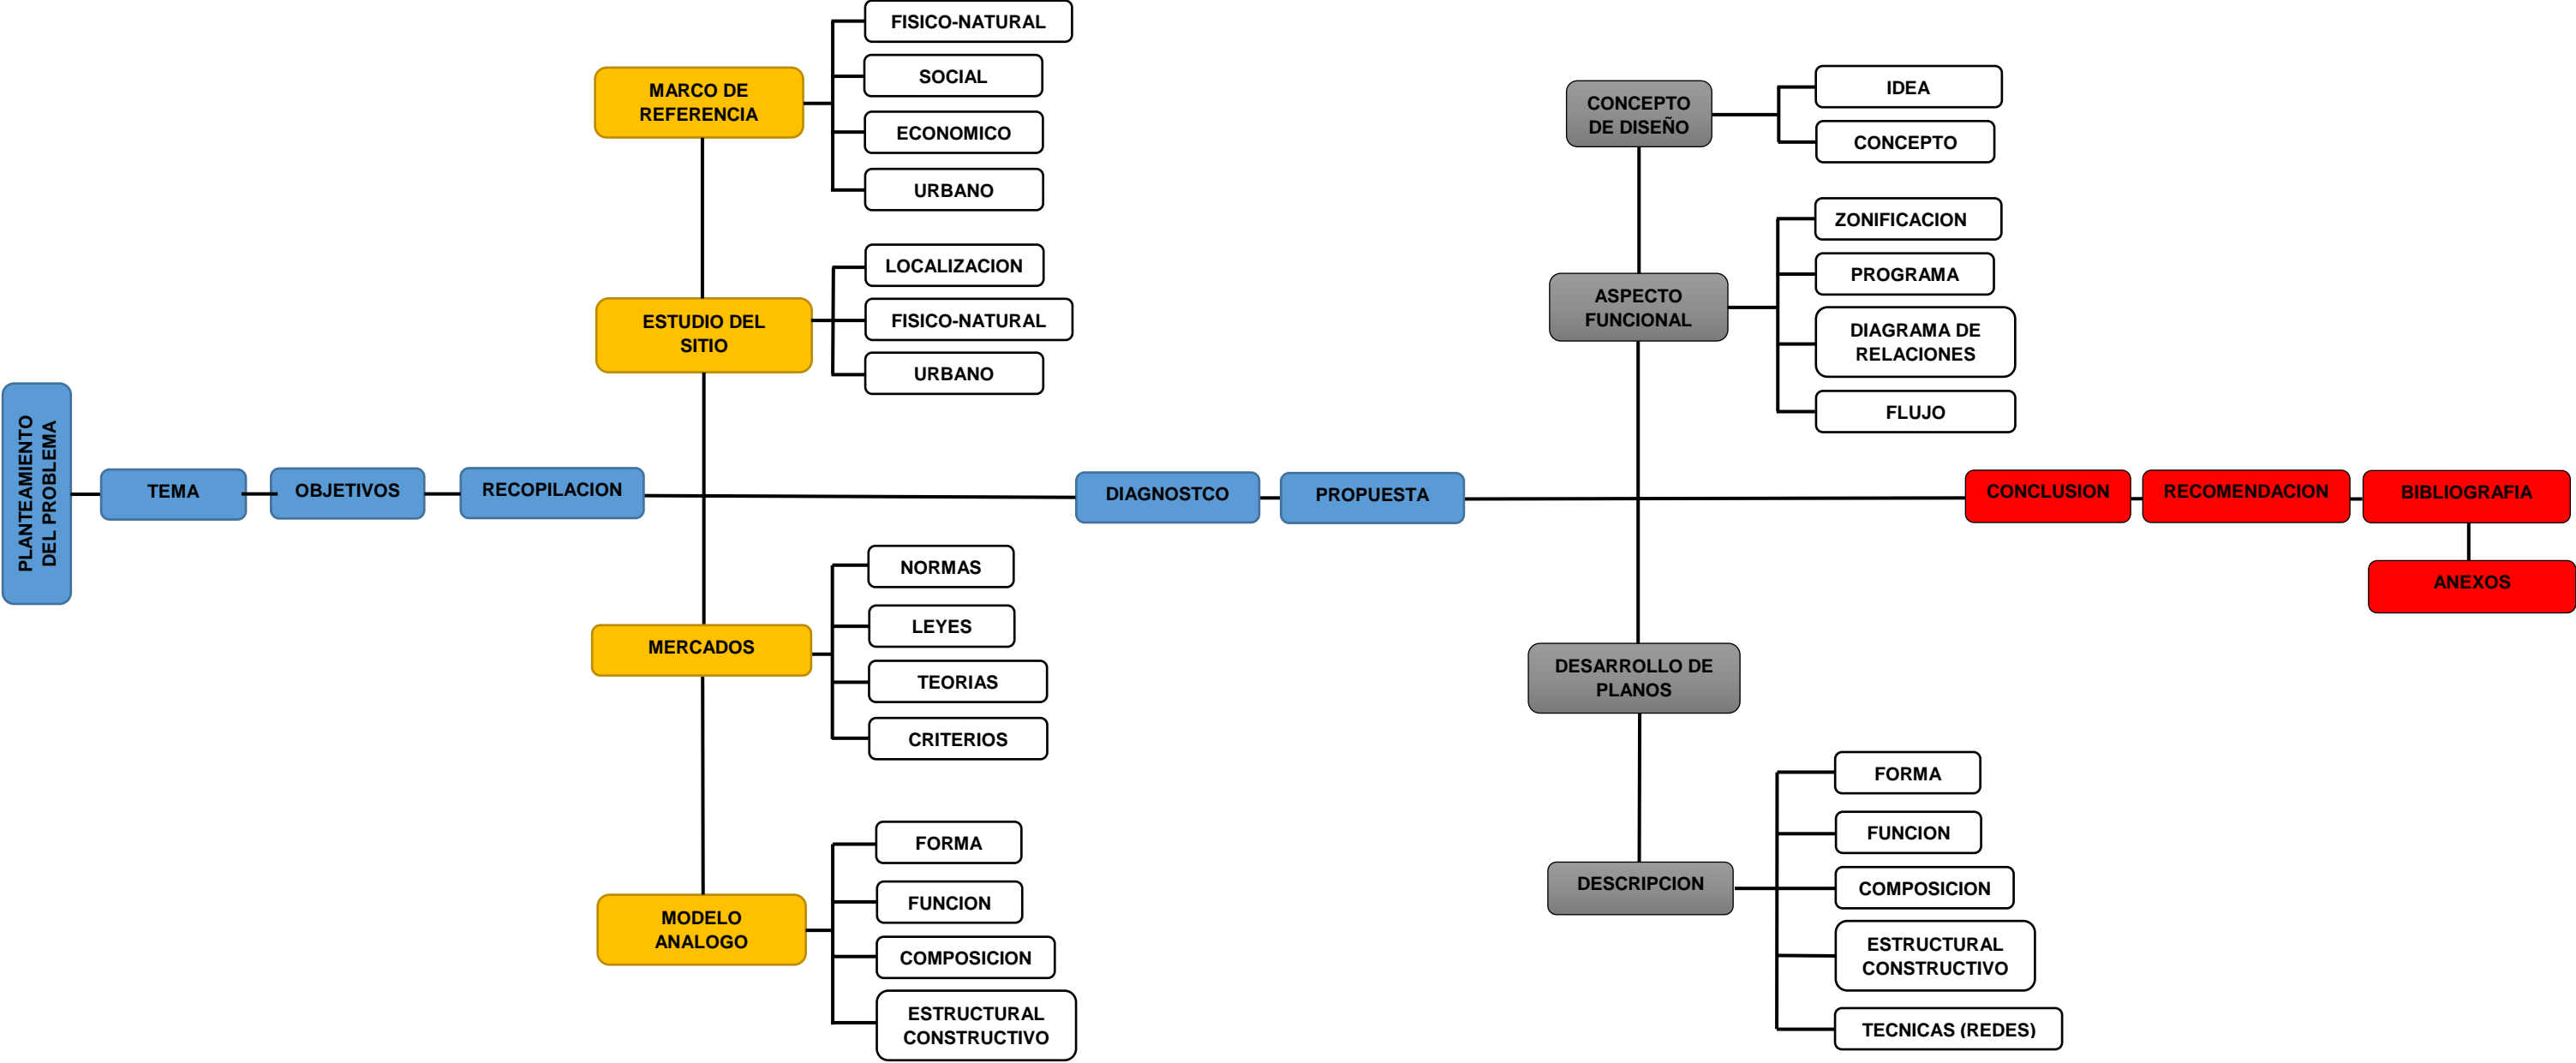 PLANTEAMIENTO
DEL PROBLEMA
TEMA
OBJETIVOS
RECOPILACION
MARCO DE
REFERENCIA
FISICO-NATURAL
SOCIAL
ECONOMICO
URBANO
ESTUDIO DEL
SITIO
LOCALIZACION
FISICO-NATURAL
URBANO
MERCADOS
NORMAS
LEYES
TEORIAS
CRITERIOS
MODELO
ANALOGO
FORMA
FUNCION
COMPOSICION
ESTRUCTURAL
CONSTRUCTIVO
DIAGNOSTCO
PROPUESTA
CONCEPTO
DE DISEÑO
IDEA
CONCEPTO
ASPECTO
FUNCIONAL
ZONIFICACION
PROGRAMA
DIAGRAMA DE
RELACIONES
FLUJO
DESARROLLO DE
PLANOS
DESCRIPCION
FORMA
FUNCION
COMPOSICION
ESTRUCTURAL
CONSTRUCTIVO
TECNICAS (REDES)
CONCLUSION
RECOMENDACION
BIBLIOGRAFIA
ANEXOS